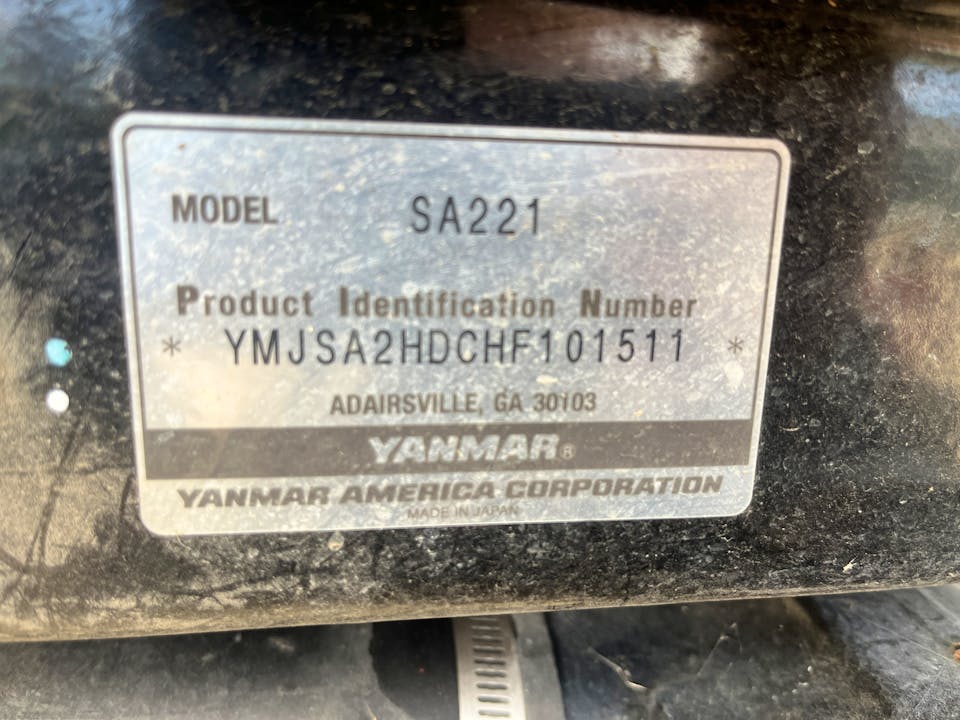 MODEL SA221
Product Identification Number
* YMJSA2HDCHF101511 *
ADAIRSVILLE, GA 30103
YANMAR®
YANMAR AMERICA CORPORATION
MADE IN JAPAN